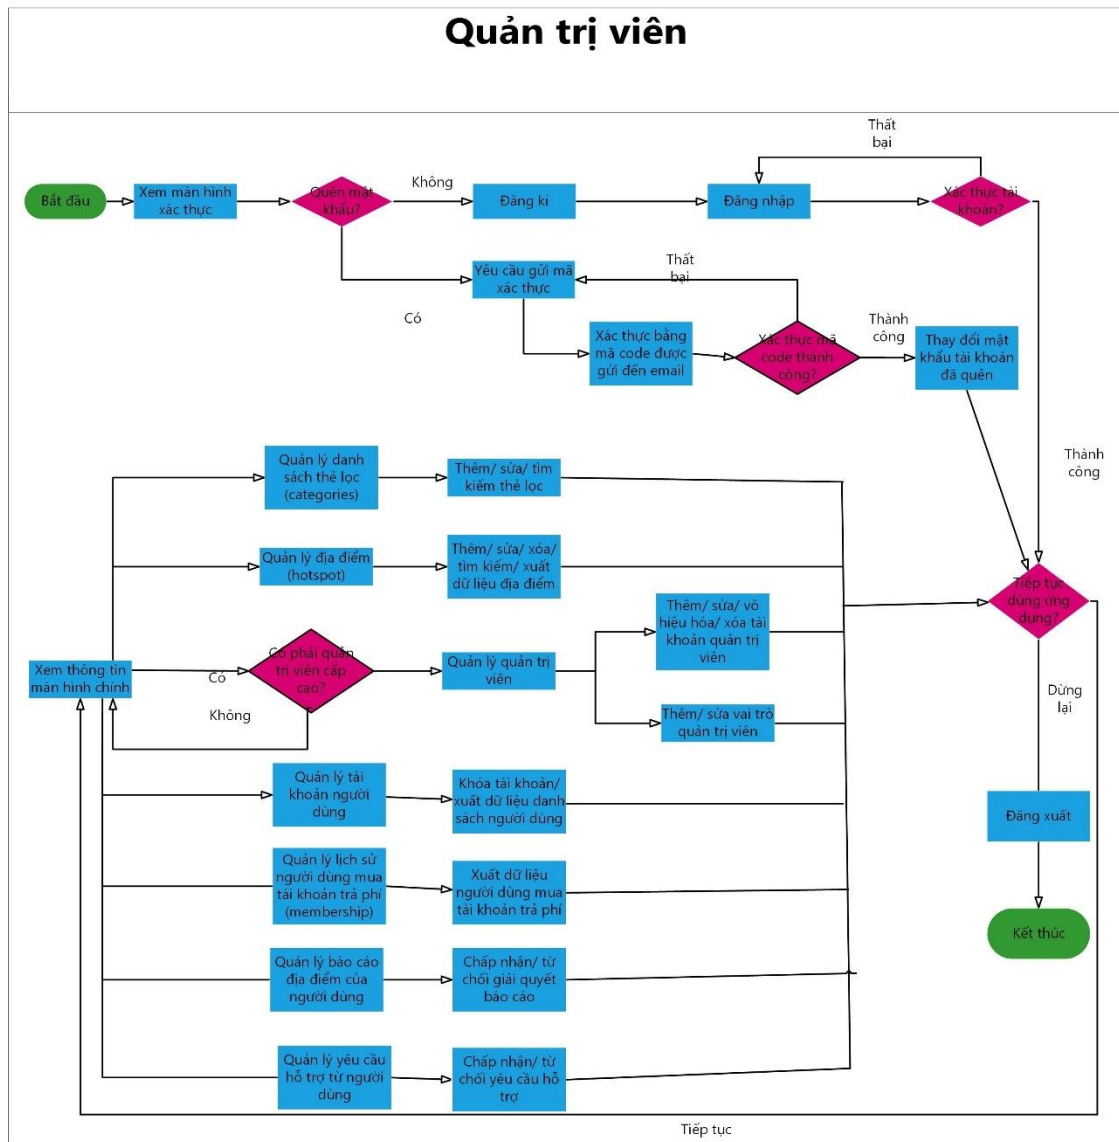 Quản trị viên
Thất
bại
Bắt đầu
Xem màn hình
xác thực
Quên mật
khẩu?
Không
Đăng kí
Đăng nhập
Xác thực tài
khoản?
Yêu cầu gửi mã
xác thực
Thất
bại
Có
Xác thực bằng
mã code được
gửi đến email
Xác thực mã
code thành
công?
Thành
công
Thay đổi mật
khẩu tài khoản
đã quên
Thành
công
Quản lý danh
sách thẻ lọc
(categories)
Thêm/ sửa/ tìm
kiếm thẻ lọc
Quản lý địa điểm
(hotspot)
Thêm/ sửa/ xóa/
tìm kiếm/ xuất
dữ liệu địa điểm
Tiếp tục
dùng ứng
dụng?
Thêm/ sửa/ vô
hiệu hóa/ xóa tài
khoản quản trị
viên
Xem thông tin
màn hình chính
Có
Có phải quản
trị viên cấp
cao?
Không
Quản lý quản trị
viên
Thêm/ sửa vai trò
quản trị viên
Dừng
lại
Quản lý tài
khoản người
dùng
Khóa tài khoản/
xuất dữ liệu danh
sách người dùng
Đăng xuất
Quản lý lịch sử
người dùng mua
tài khoản trả phí
(membership)
Xuất dữ liệu
người dùng mua
tài khoản trả phí
Kết thúc
Quản lý báo cáo
địa điểm của
người dùng
Chấp nhận/ từ
chối giải quyết
báo cáo
Quản lý yêu cầu
hỗ trợ từ người
dùng
Chấp nhận/ từ
chối yêu cầu hỗ
trợ
Tiếp tục